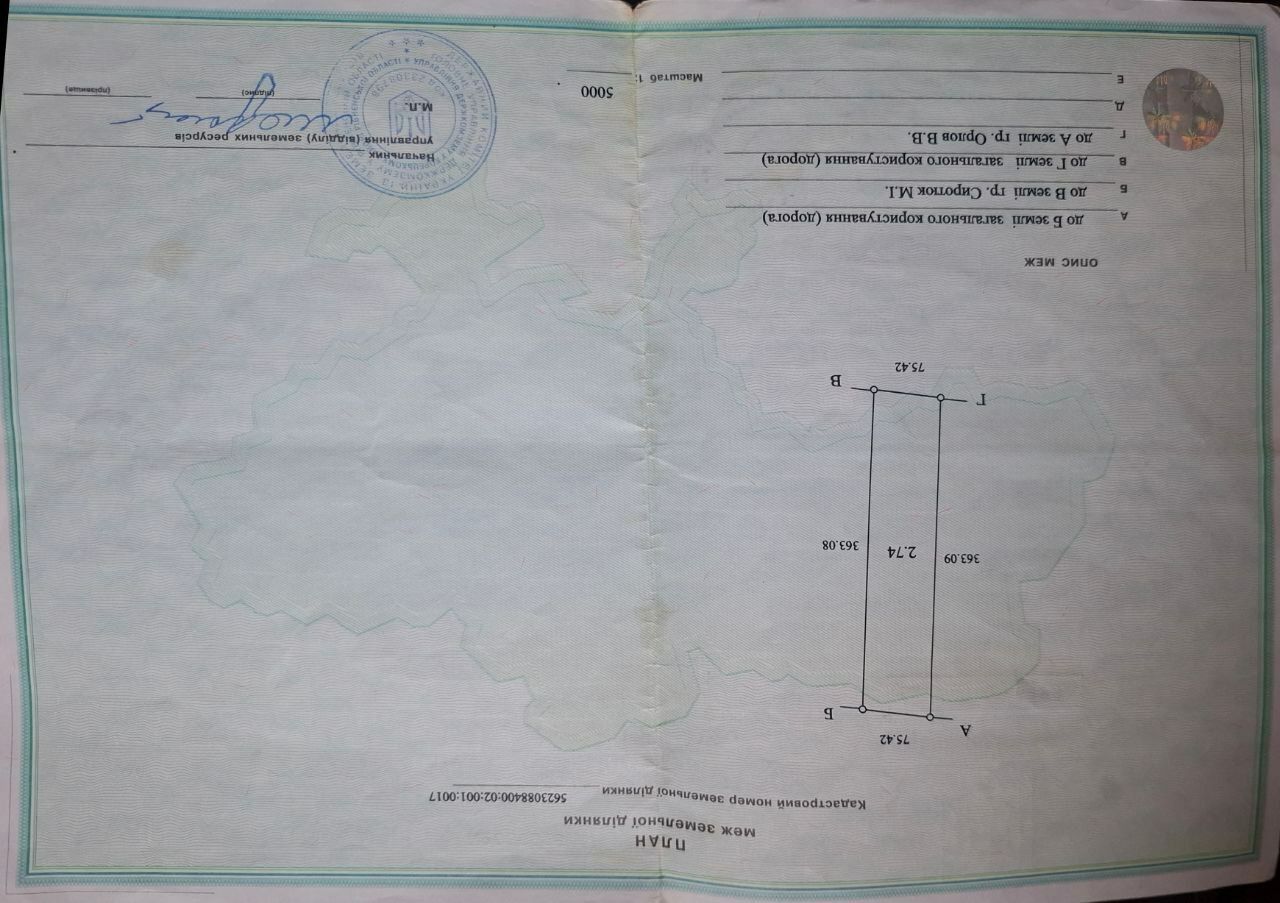 ПЛАН
МЕЖ ЗЕМЕЛЬНОЇ ДІЛЯНКИ
Кадастровий номер земельної ділянки 5623088400:02:001:0017
А
75.42
Б
363.09
2.74
363.08
Г
75.42
В
ОПИС МЕЖ
А до Б землі загального користування (дорога)
Б до В землі гр. Сиротюк М.І.
В до Г землі загального користування (дорога)
Г до А землі гр. Орлов В.В.
Д
Е
Масштаб 1: 5000
Начальник
управління (відділу) земельних ресурсів
М.П.
(підпис)
(прізвище)